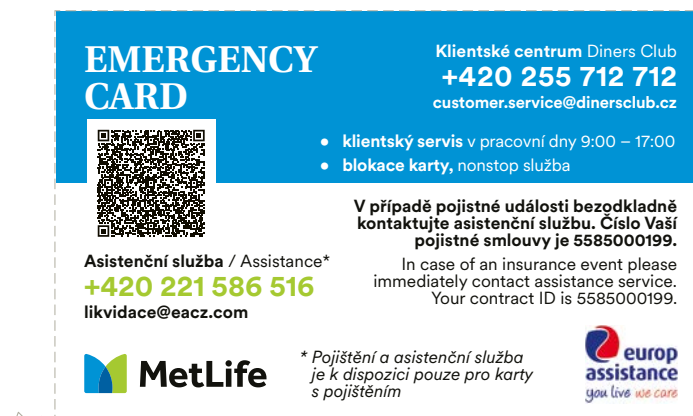 EMERGENCY
CARD
Klientské centrum Diners Club
+420 255 712 712
customer.service@dinersclub.cz
• klientský servis v pracovní dny 9:00 – 17:00
• blokace karty, nonstop služba
V případě pojistné události bezodkladně
kontaktujte asistenční službu. Číslo Vaší
pojistné smlouvy je 5585000199.
In case of an insurance event please
immediately contact assistance service.
Your contract ID is 5585000199.
Asistenční služba / Assistance*
+420 221 586 516
likvidace@eacz.com
MetLife
* Pojištění a asistenční služba
je k dispozici pouze pro karty
s pojištěním
europ
assistance
you live we care